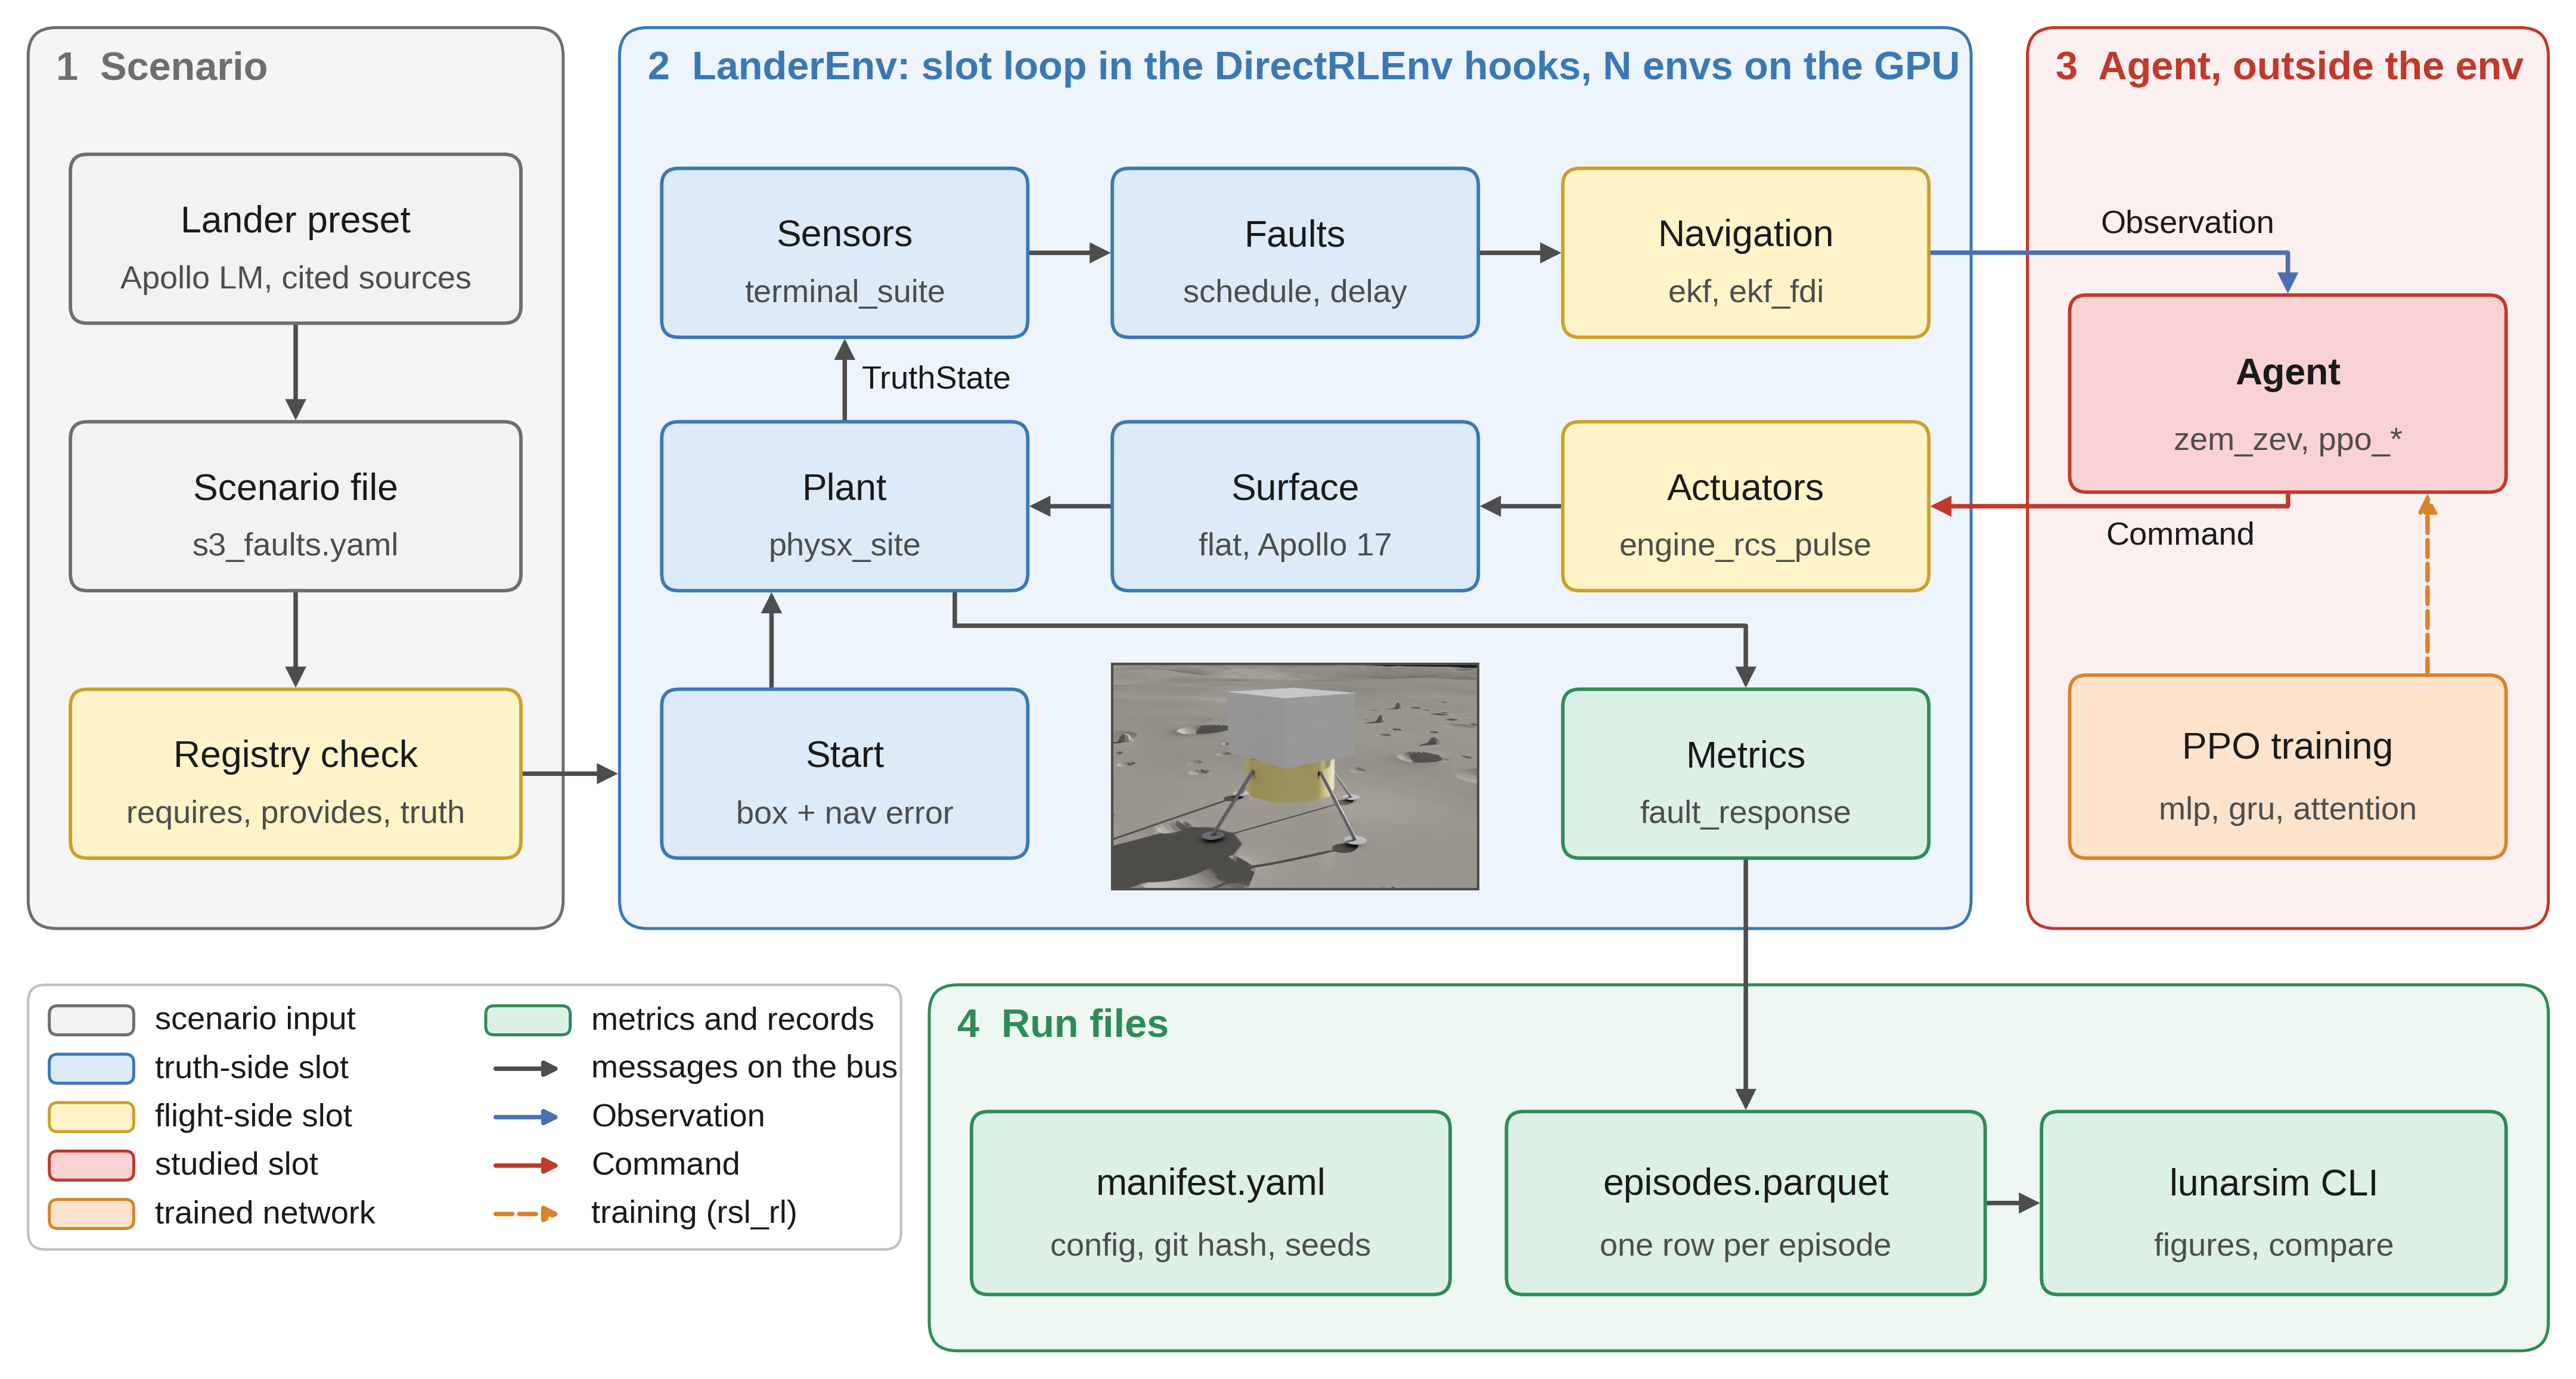 1 Scenario
Lander preset
Apollo LM, cited sources
Scenario file
s3_faults.yaml
Registry check
requires, provides, truth
2 LanderEnv: slot loop in the DirectRLEnv hooks, N envs on the GPU
Sensors
terminal_suite
Faults
schedule, delay
Navigation
ekf, ekf_fdi
TruthState
Plant
physx_site
Surface
flat, Apollo 17
Actuators
engine_rcs_pulse
Start
box + nav error
Metrics
fault_response
3 Agent, outside the env
Observation
Agent
zem_zev, ppo_*
Command
PPO training
mlp, gru, attention
scenario input
truth-side slot
flight-side slot
studied slot
trained network
metrics and records
messages on the bus
Observation
Command
training (rsl_rl)
4 Run files
manifest.yaml
config, git hash, seeds
episodes.parquet
one row per episode
lunarsim CLI
figures, compare